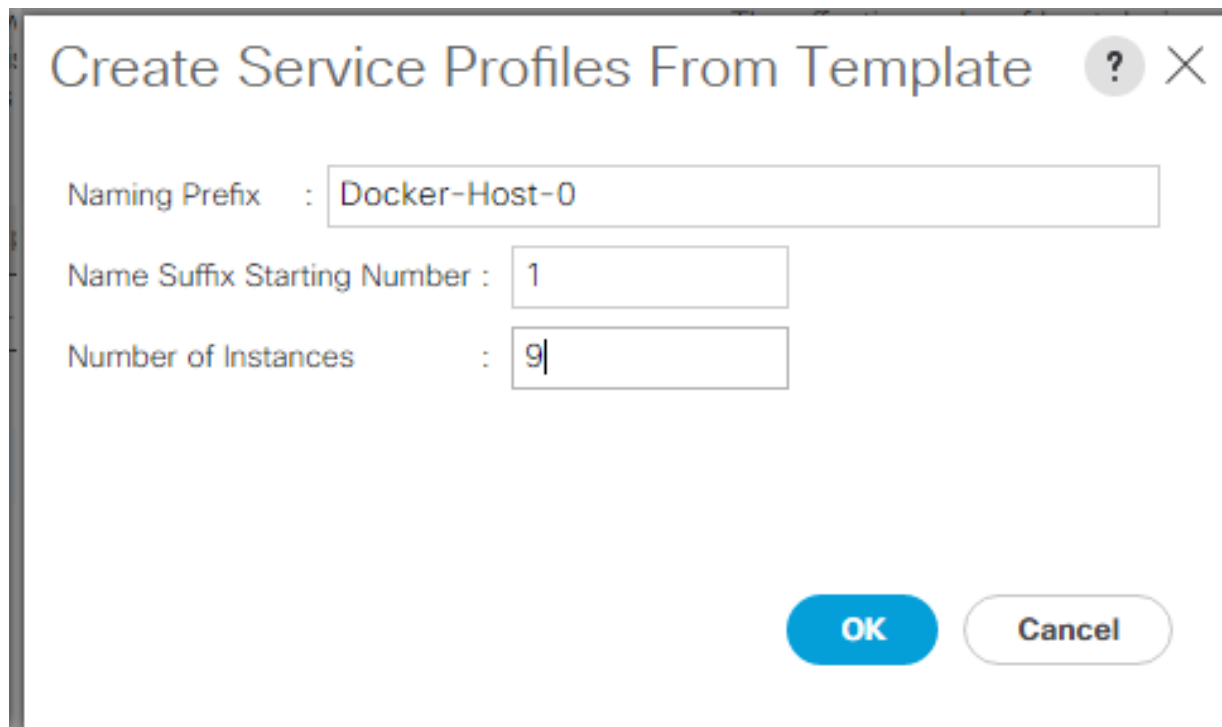 Create Service Profiles From Template ?
Naming Prefix : Docker-Host-0
Name Suffix Starting Number : 1
Number of Instances : 9
OK Cancel